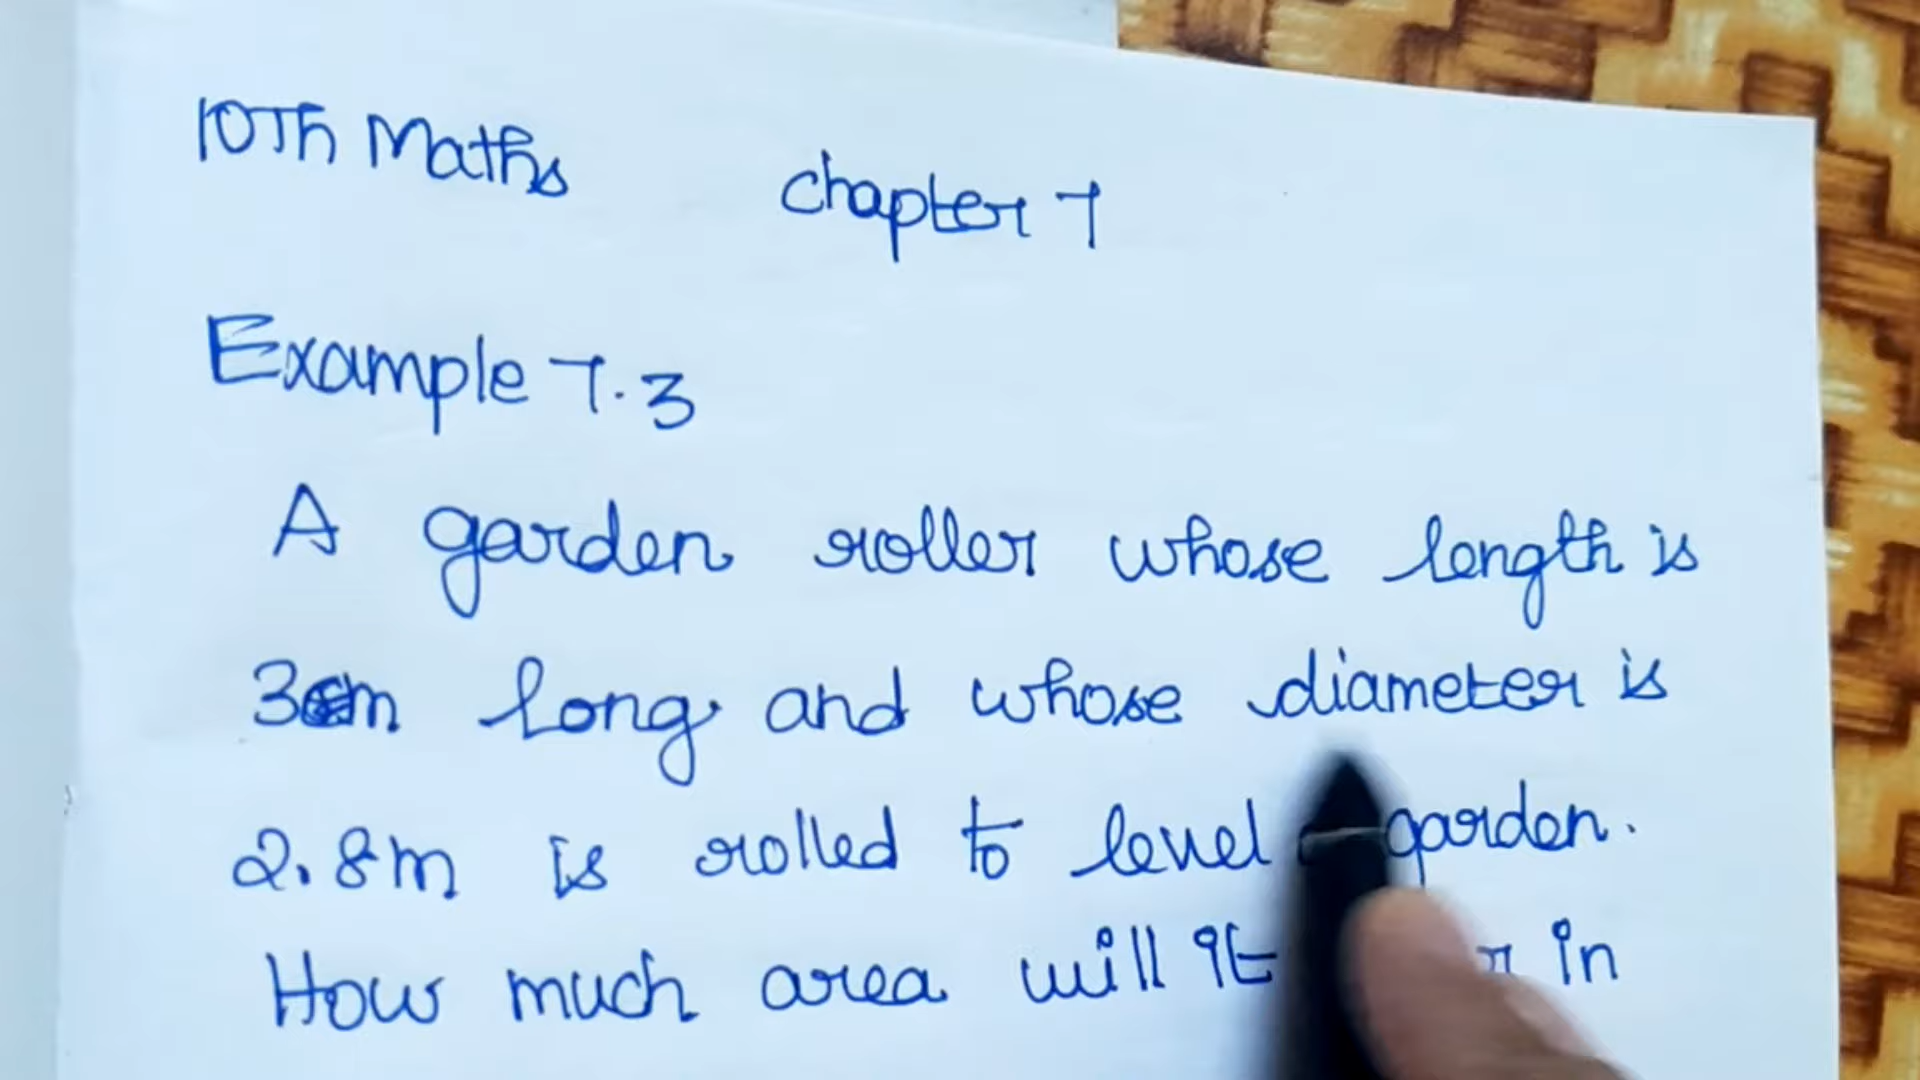 10Th Maths
chapter 7
Example 7.3
A garden roller whose length is
3m long and whose diameter is
2.8m is rolled to level garden.
How much area will it in